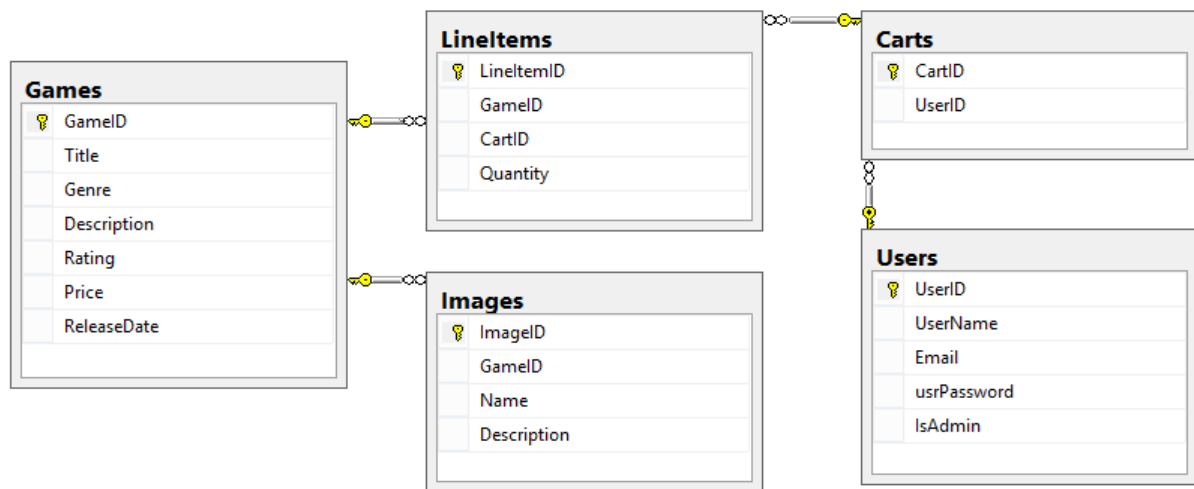 Games
GameID
Title
Genre
Description
Rating
Price
ReleaseDate
LineItems
LineItemID
GameID
CartID
Quantity
Images
ImageID
GameID
Name
Description
Carts
CartID
UserID
Users
UserID
UserName
Email
usrPassword
IsAdmin